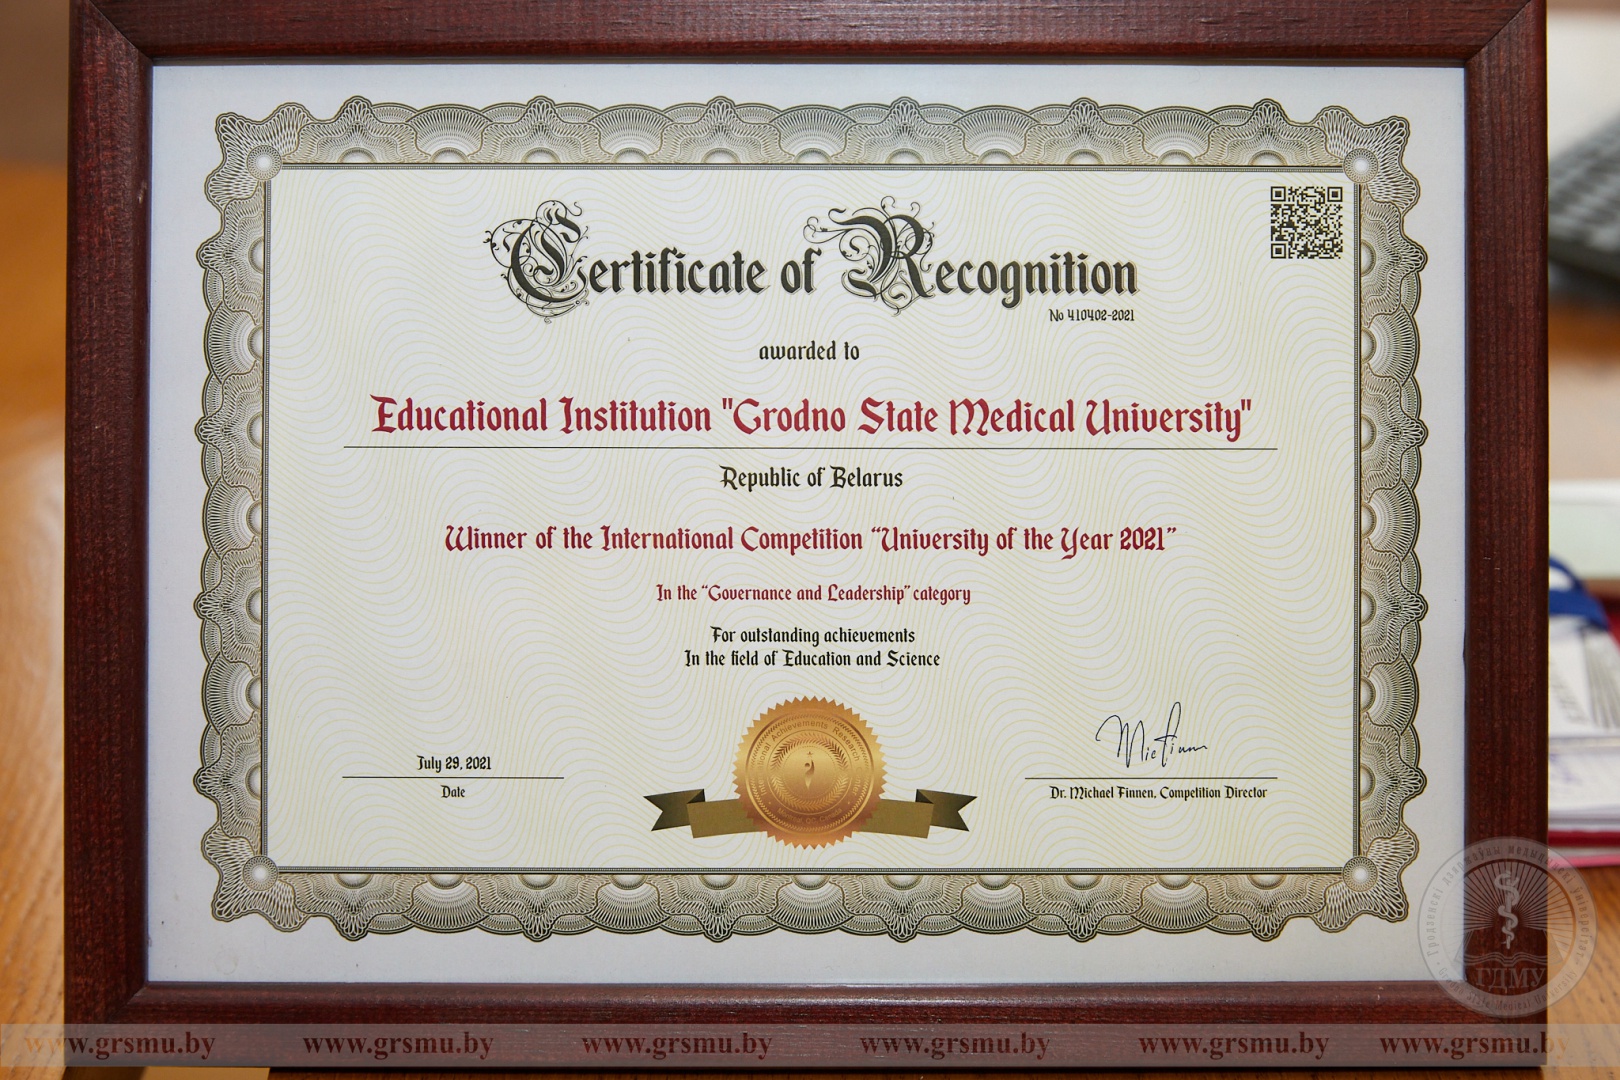 Certificate of Recognition
No 410402-2021
awarded to
Educational Institution "Grodno State Medical University"
Republic of Belarus
Winner of the International Competition “University of the Year 2021”
In the “Governance and Leadership” category
For outstanding achievements
In the field of Education and Science
Achievements Research
July 29, 2021
Date
Dr. Michael Finnen, Competition Director
ГДМУ
www.grsmu.by www.grsmu.by www.grsmu.by www.grsmu.by www.grsmu.by www.grsmu.by